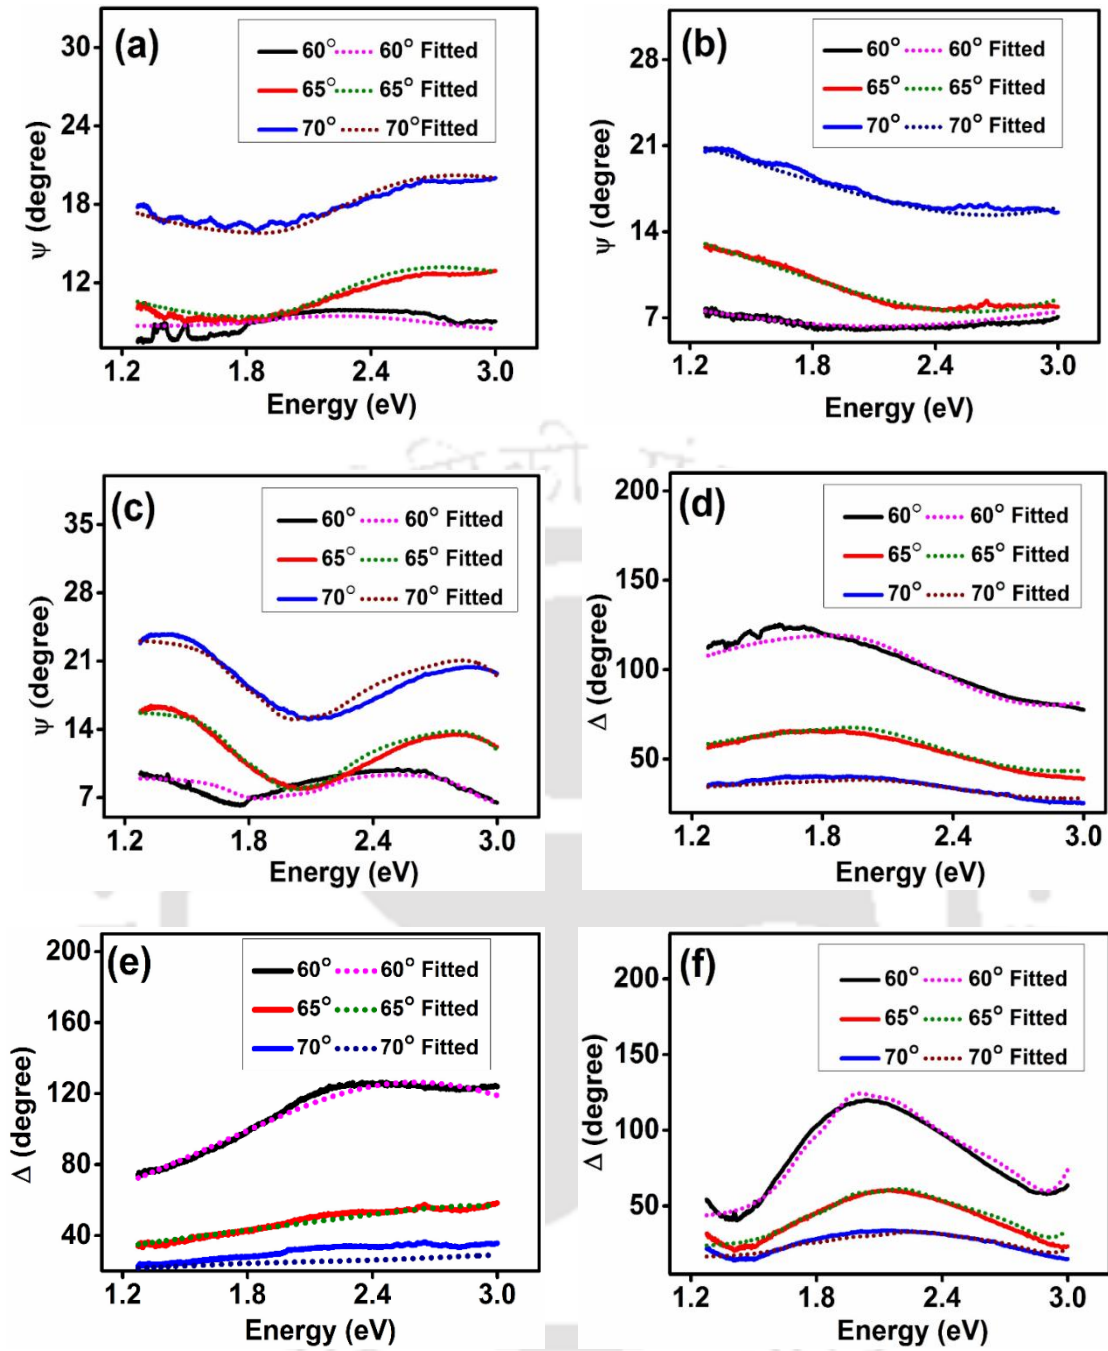 (a)
60° 60° Fitted
65° 65° Fitted
70° 70° Fitted
30
24
18
12
ψ (degree)
1.2 1.8 2.4 3.0
Energy (eV)
(b)
60° 60° Fitted
65° 65° Fitted
70° 70° Fitted
28
21
14
7
ψ (degree)
1.2 1.8 2.4 3.0
Energy (eV)
(c)
60° 60° Fitted
65° 65° Fitted
70° 70° Fitted
35
28
21
14
7
ψ (degree)
1.2 1.8 2.4 3.0
Energy (eV)
(d)
60° 60° Fitted
65° 65° Fitted
70° 70° Fitted
200
150
100
50
Δ (degree)
1.2 1.8 2.4 3.0
Energy (eV)
(e)
60° 60° Fitted
65° 65° Fitted
70° 70° Fitted
200
160
120
80
40
Δ (degree)
1.2 1.8 2.4 3.0
Energy (eV)
(f)
60° 60° Fitted
65° 65° Fitted
70° 70° Fitted
200
150
100
50
Δ (degree)
1.2 1.8 2.4 3.0
Energy (eV)